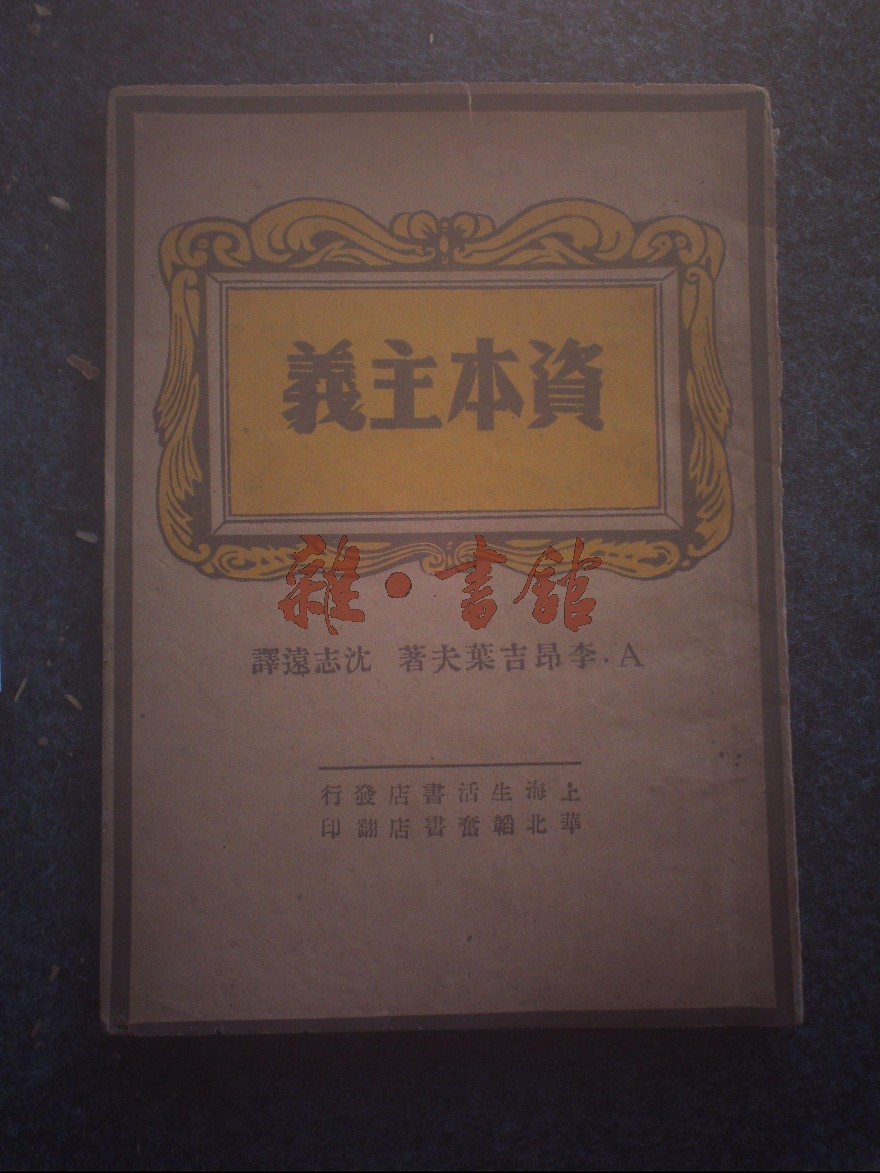 資本主義
雜·書館
A.李昂吉葉夫著 沈志遠譯
上海生活書店發行
華北韜奮書店翻印